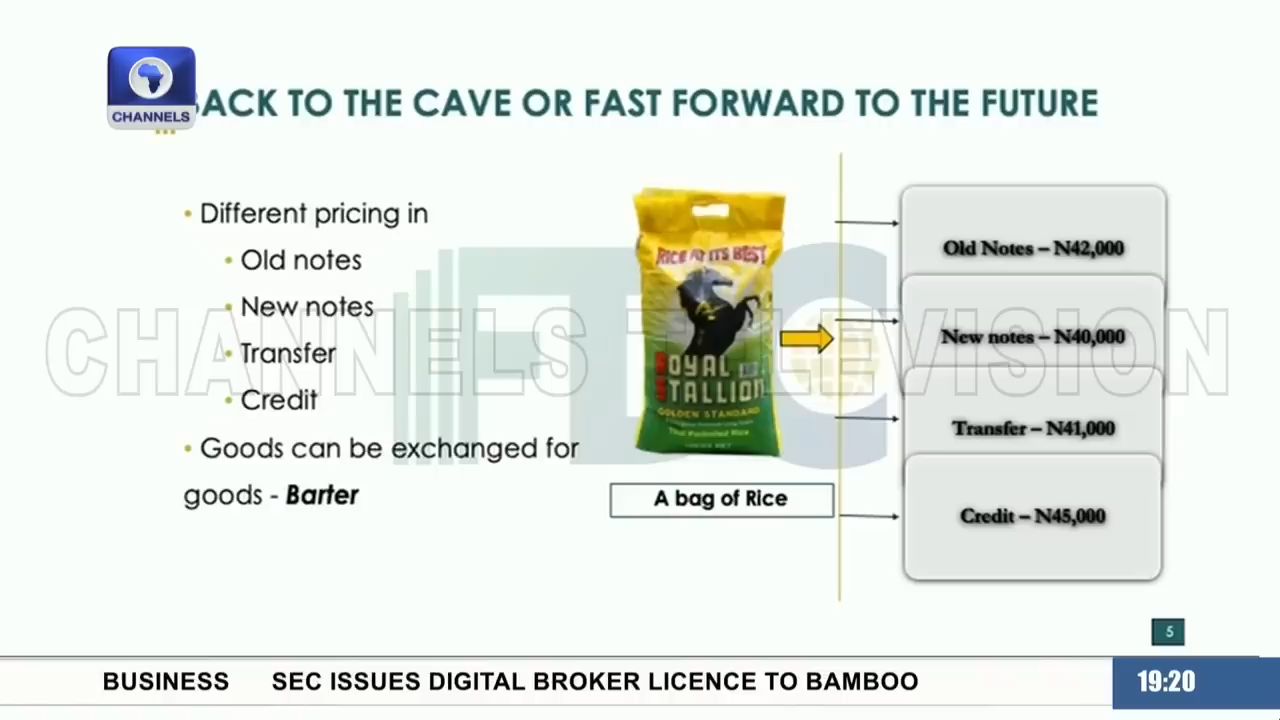 CHANNELS
BACK TO THE CAVE OR FAST FORWARD TO THE FUTURE
• Different pricing in
• Old notes
• New notes
• Transfer
• Credit
• Goods can be exchanged for
goods - Barter
RICE AT ITS BEST
ROYAL
STALLION
GOLDEN STANDARD
A bag of Rice
Old Notes – N42,000
New notes – N40,000
Transfer – N41,000
Credit – N45,000
CHANNELS TELEVISION
5
BUSINESS SEC ISSUES DIGITAL BROKER LICENCE TO BAMBOO
19:20